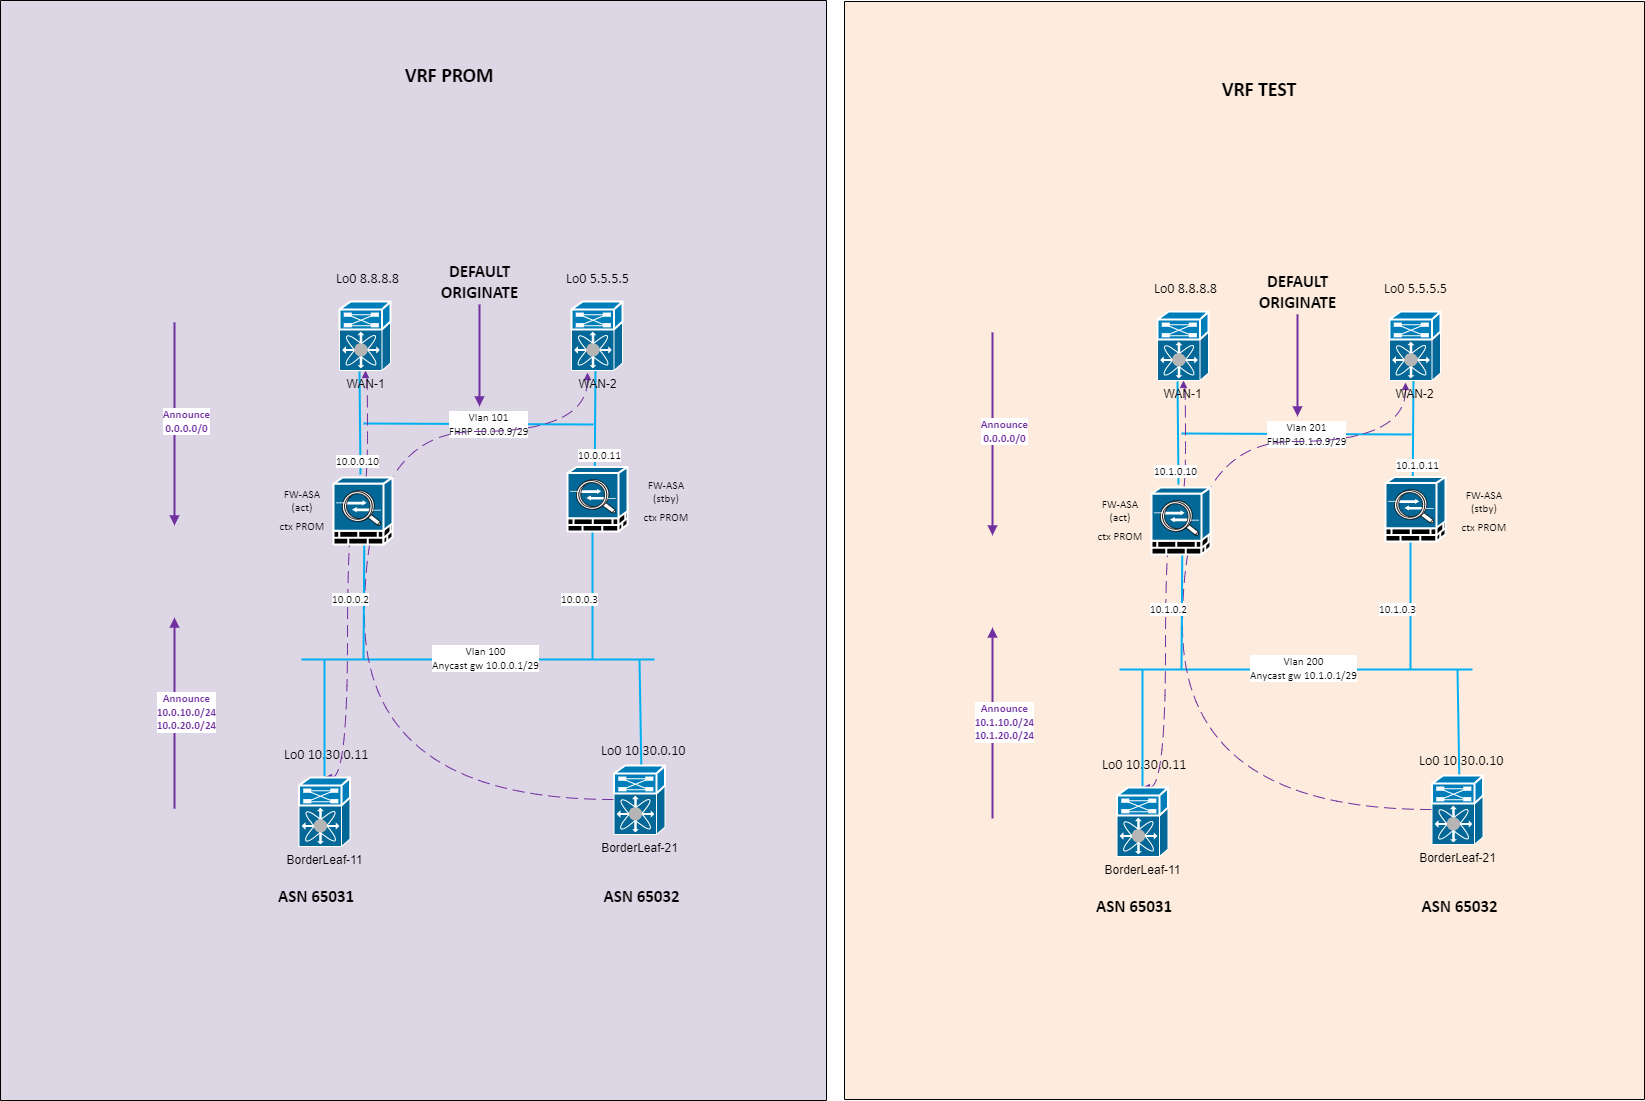 VRF PROM
Lo0 8.8.8.8
DEFAULT
ORIGINATE
Lo0 5.5.5.5
WAN-1
WAN-2
Announce
0.0.0.0/0
Vlan 101
FHRP 10.0.0.9/29
10.0.0.10
10.0.0.11
FW-ASA
(act)
ctx PROM
FW-ASA
(stby)
ctx PROM
10.0.0.2
10.0.0.3
Vlan 100
Anycast gw 10.0.0.1/29
Announce
10.0.10.0/24
10.0.20.0/24
Lo0 10.30.0.11
Lo0 10.30.0.10
BorderLeaf-11
BorderLeaf-21
ASN 65031
ASN 65032
VRF TEST
Lo0 8.8.8.8
DEFAULT
ORIGINATE
Lo0 5.5.5.5
WAN-1
WAN-2
Announce
0.0.0.0/0
Vlan 201
FHRP 10.1.0.9/29
10.1.0.10
10.1.0.11
FW-ASA
(act)
ctx PROM
FW-ASA
(stby)
ctx PROM
10.1.0.2
10.1.0.3
Vlan 200
Anycast gw 10.1.0.1/29
Announce
10.1.10.0/24
10.1.20.0/24
Lo0 10.30.0.11
Lo0 10.30.0.10
BorderLeaf-11
BorderLeaf-21
ASN 65031
ASN 65032